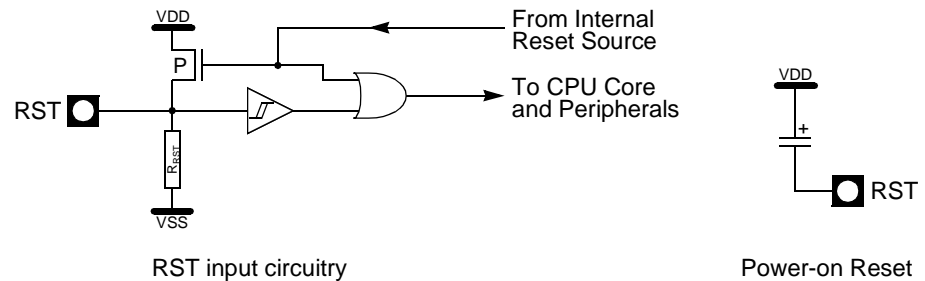 VDD
From Internal
Reset Source
P
To CPU Core
and Peripherals
RST
RRST
VSS
VDD
+
RST
RST input circuitry
Power-on Reset